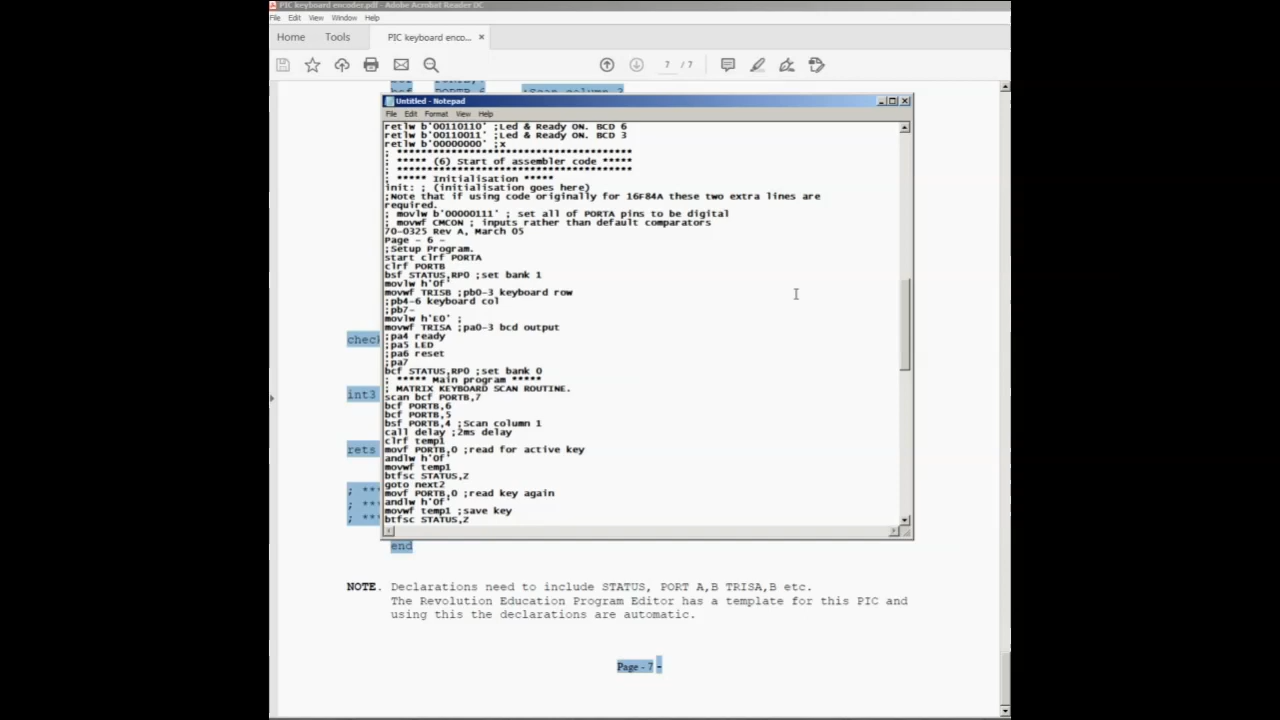 PIC keyboard encoder.pdf - Adobe Acrobat Reader DC
File Edit View Window Help
Home Tools PIC keyboard enco... ×
7 / 7
bsf PORTB,6 ;Scan column 3
Untitled - Notepad
File Edit Format View Help
retlw b'00110110' ;Led & Ready ON. BCD 6
retlw b'00110011' ;Led & Ready ON. BCD 3
retlw b'00000000' ;x
; ***************************************
; ***** (6) Start of assembler code *****
; ***************************************
; ***** Initialisation *****
init: ; (initialisation goes here)
;Note that if using code originally for 16F84A these two extra lines are
required.
; movlw b'00000111' ; set all of PORTA pins to be digital
; movwf CMCON ; inputs rather than default comparators
70-0325 Rev A, March 05
Page - 6 -
;Setup Program.
start clrf PORTA
clrf PORTB
bsf STATUS,RP0 ;set bank 1
movlw h'0f'
movwf TRISB ;pb0-3 keyboard row
;pb4-6 keyboard col
;pb7-
movlw h'E0' ;
movwf TRISA ;pa0-3 bcd output
;pa4 ready
;pa5 LED
;pa6 reset
;pa7
bcf STATUS,RP0 ;set bank 0
; ***** Main program *****
; MATRIX KEYBOARD SCAN ROUTINE.
scan bcf PORTB,7
bcf PORTB,6
bcf PORTB,5
bsf PORTB,4 ;Scan column 1
call delay ;2ms delay
clrf temp1
movf PORTB,0 ;read for active key
andlw h'0f'
movwf temp1
btfsc STATUS,Z
goto next2
movf PORTB,0 ;read key again
andlw h'0f'
movwf temp1 ;save key
btfsc STATUS,Z
check
int3
rets
; **
; **
; **
end
NOTE. Declarations need to include STATUS, PORT A,B TRISA,B etc.
The Revolution Education Program Editor has a template for this PIC and
using this the declarations are automatic.
Page - 7 -